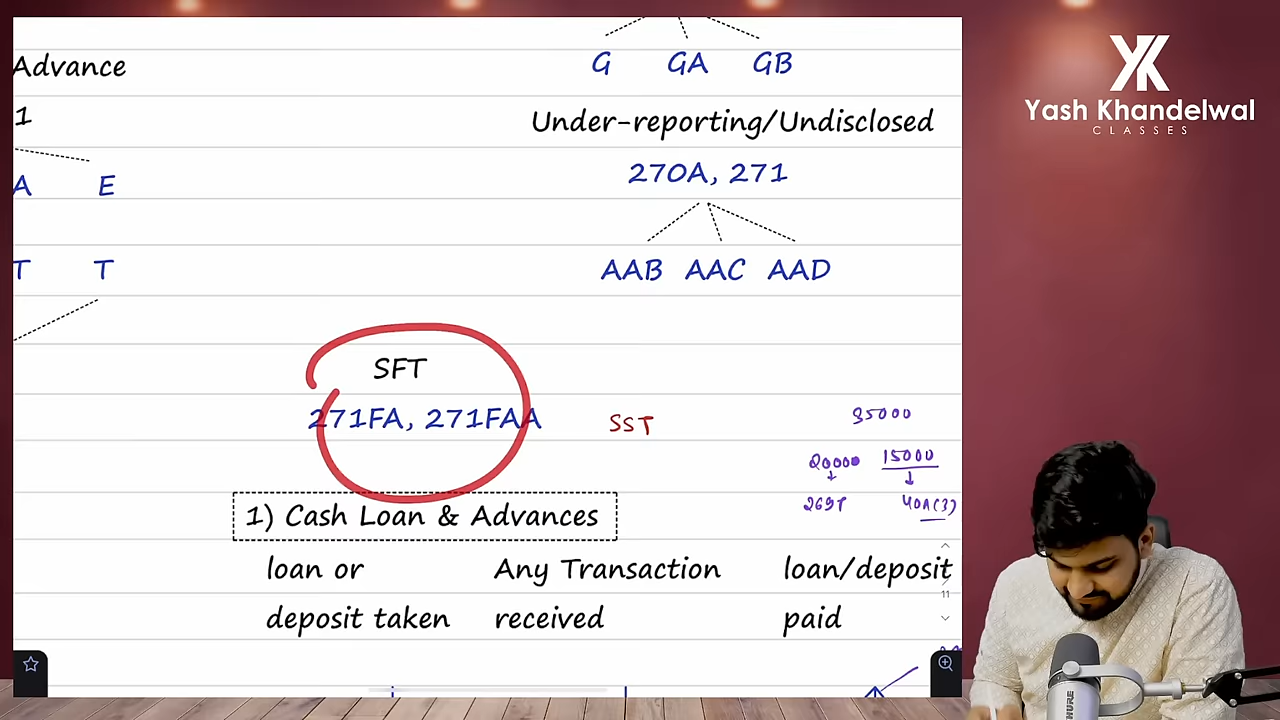 Advance
G GA GB
1
Under-reporting/Undisclosed
A E
270A, 271
T T
AAB AAC AAD
SFT
271FA, 271FAA
SST
35000
20000 15000
269T 40A(3)
1) Cash Loan & Advances
loan or
deposit taken
Any Transaction
received
loan/deposit
paid
11
YK
Yash Khandelwal
CLASSES